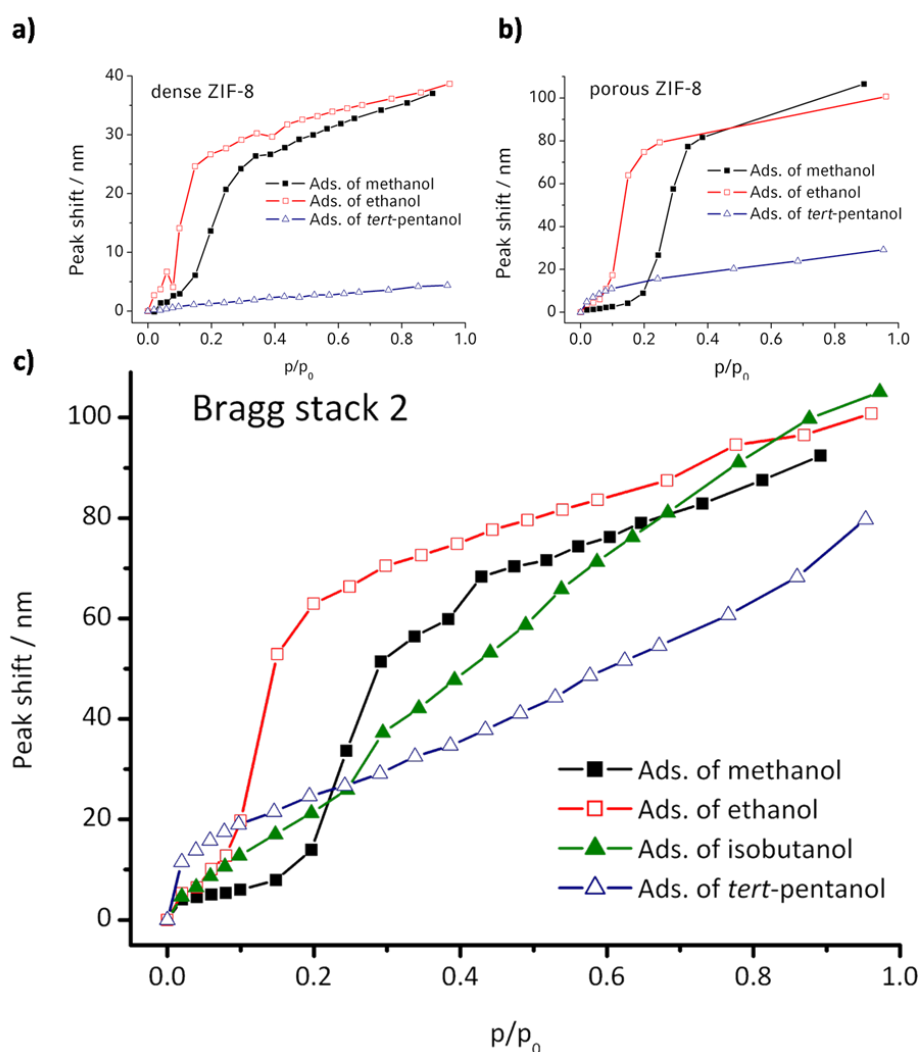 a)
dense ZIF-8
Peak shift / nm
40
30
20
10
0
Ads. of methanol
Ads. of ethanol
Ads. of tert-pentanol
0.0 0.2 0.4 0.6 0.8 1.0
p/p0
b)
porous ZIF-8
Peak shift / nm
100
80
60
40
20
0
Ads. of methanol
Ads. of ethanol
Ads. of tert-pentanol
0.0 0.2 0.4 0.6 0.8 1.0
p/p0
c)
Bragg stack 2
Peak shift / nm
100
80
60
40
20
0
Ads. of methanol
Ads. of ethanol
Ads. of isobutanol
Ads. of tert-pentanol
0.0 0.2 0.4 0.6 0.8 1.0
p/p0